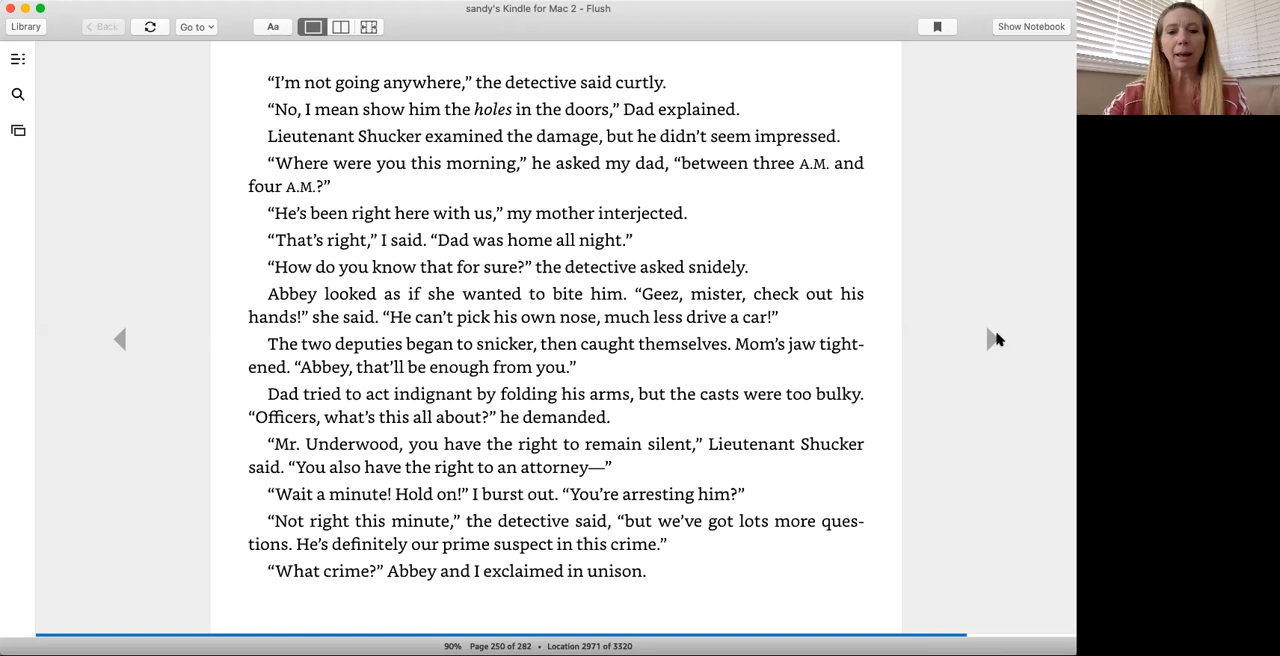 sandy's Kindle for Mac 2 - Flush
Library
Back
Go to
Aa
Show Notebook
“I’m not going anywhere,” the detective said curtly.
“No, I mean show him the holes in the doors,” Dad explained.
Lieutenant Shucker examined the damage, but he didn’t seem impressed.
“Where were you this morning,” he asked my dad, “between three A.M. and
four A.M.?”
“He’s been right here with us,” my mother interjected.
“That’s right,” I said. “Dad was home all night.”
“How do you know that for sure?” the detective asked snidely.
Abbey looked as if she wanted to bite him. “Geez, mister, check out his
hands!” she said. “He can’t pick his own nose, much less drive a car!”
The two deputies began to snicker, then caught themselves. Mom’s jaw tight-
ened. “Abbey, that’ll be enough from you.”
Dad tried to act indignant by folding his arms, but the casts were too bulky.
“Officers, what’s this all about?” he demanded.
“Mr. Underwood, you have the right to remain silent,” Lieutenant Shucker
said. “You also have the right to an attorney—”
“Wait a minute! Hold on!” I burst out. “You’re arresting him?”
“Not right this minute,” the detective said, “but we’ve got lots more ques-
tions. He’s definitely our prime suspect in this crime.”
“What crime?” Abbey and I exclaimed in unison.
90% Page 250 of 282 • Location 2971 of 3320